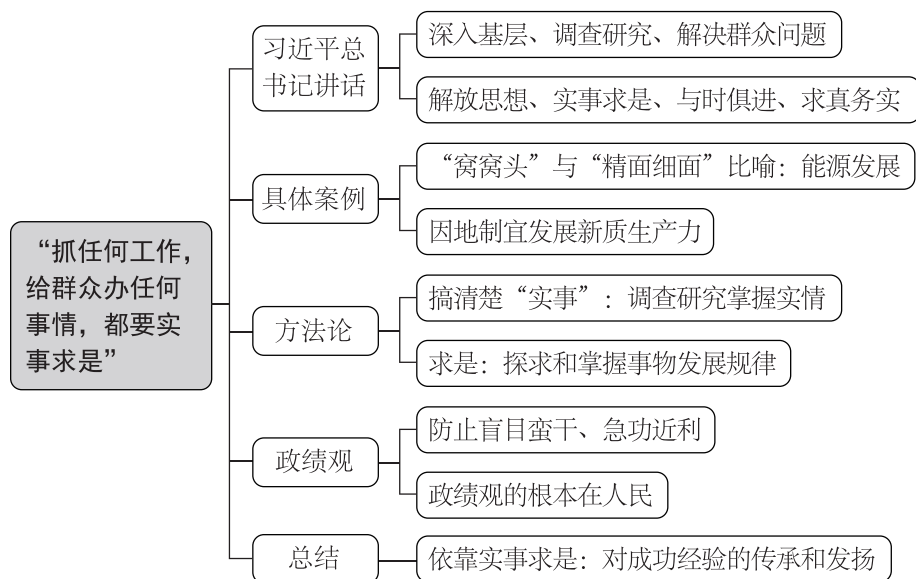 “抓任何工作，
给群众办任何
事情，都要实
事求是”
习近平总
书记讲话
深入基层、调查研究、解决群众问题
解放思想、实事求是、与时俱进、求真务实
具体案例
“窝窝头”与“精面细面”比喻：能源发展
因地制宜发展新质生产力
方法论
搞清楚“实事”：调查研究掌握实情
求是：探求和掌握事物发展规律
政绩观
防止盲目蛮干、急功近利
政绩观的根本在人民
总结
依靠实事求是：对成功经验的传承和发扬